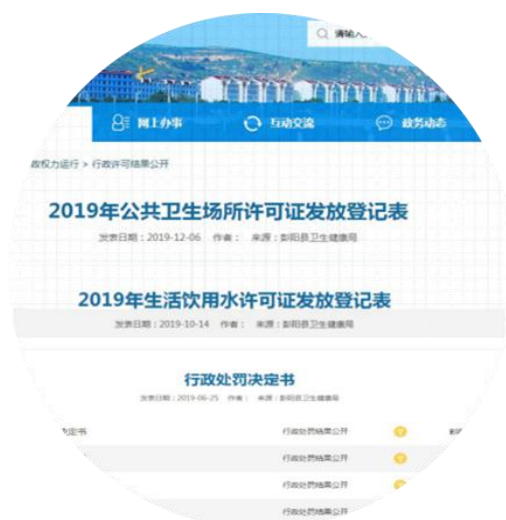 请输入
网上办事 互动交流 政务动态
政权力运行 > 行政许可结果公开
2019年公共卫生场所许可证发放登记表
发表日期：2019-12-06 作者： 来源：彭阳县卫生健康局
2019年生活饮用水许可证发放登记表
发表日期：2019-10-14 作者： 来源：彭阳县卫生健康局
行政处罚决定书
发表日期：2019-06-25 作者： 来源：彭阳县卫生健康局
决定书 行政处罚结果公开
行政处罚结果公开
行政处罚结果公开
行政处罚结果公开